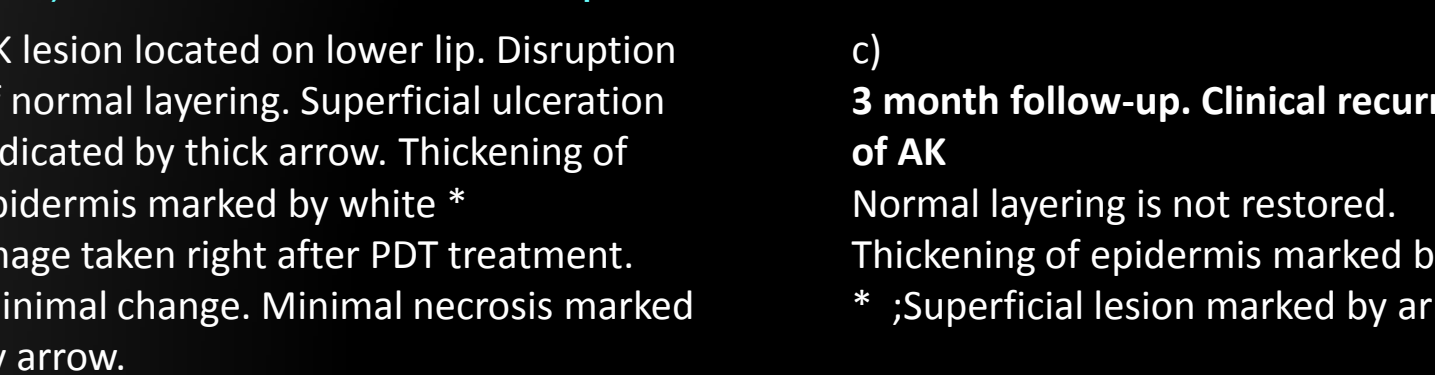 K lesion located on lower lip. Disruption
normal layering. Superficial ulceration
dicated by thick arrow. Thickening of
pidermis marked by white *
nage taken right after PDT treatment.
inimal change. Minimal necrosis marked
y arrow.
c)
3 month follow-up. Clinical recurr
of AK
Normal layering is not restored.
Thickening of epidermis marked b
* ;Superficial lesion marked by ar